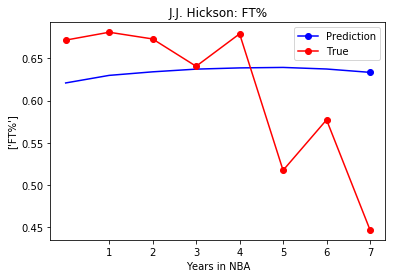 J.J. Hickson: FT%
Prediction
True
0.65
0.60
0.55
0.50
0.45
['FT%']
1 2 3 4 5 6 7
Years in NBA